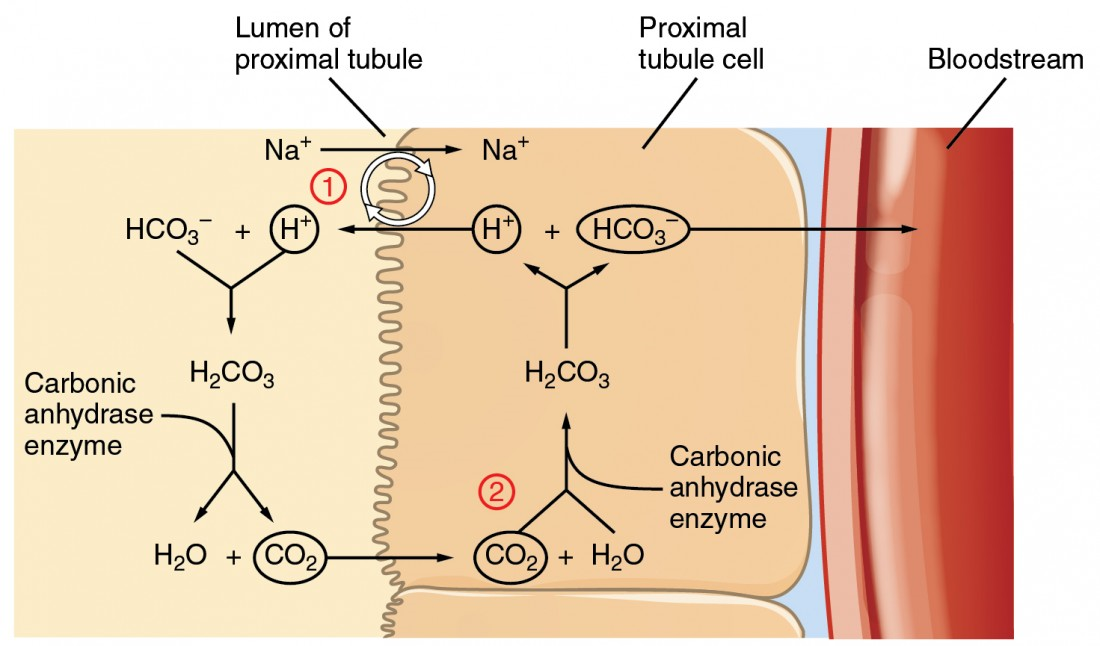 Lumen of
proximal tubule
Proximal
tubule cell
Bloodstream
Na⁺ Na⁺
1
HCO₃⁻ + H⁺ H⁺ + HCO₃⁻
H₂CO₃ H₂CO₃
Carbonic
anhydrase
enzyme
Carbonic
anhydrase
enzyme
2
H₂O + CO₂ CO₂ + H₂O